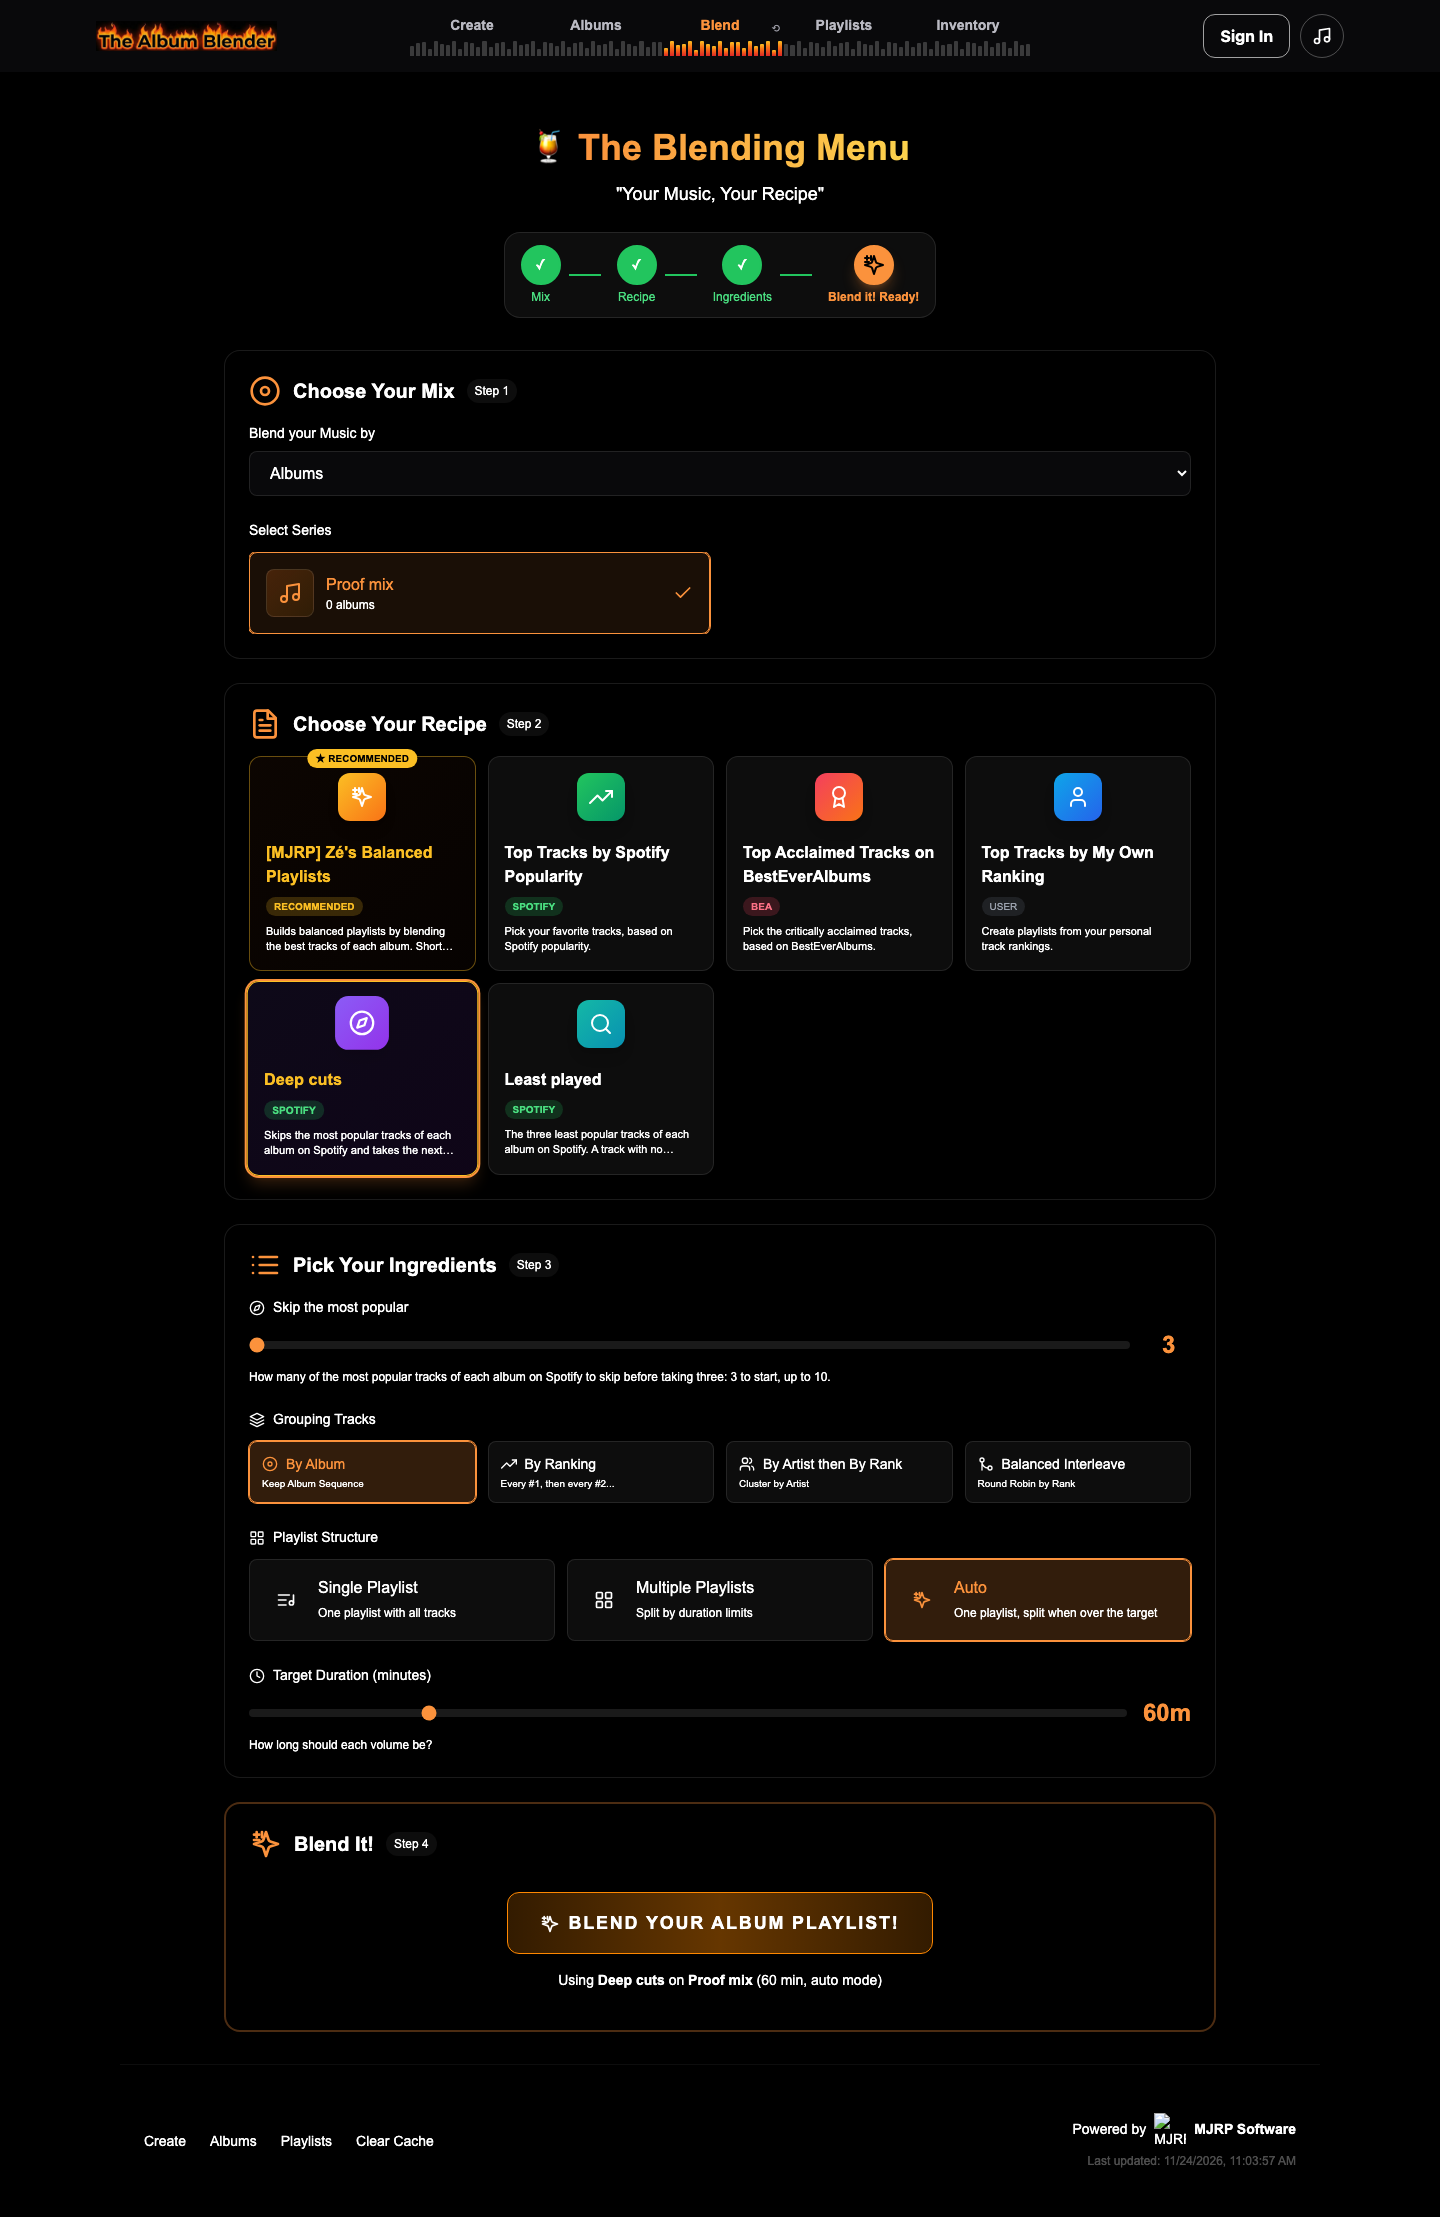 The Album Blender
Create
Albums
Blend
Playlists
Inventory
Sign In
The Blending Menu
"Your Music, Your Recipe"
Mix
Recipe
Ingredients
Blend it! Ready!
Choose Your Mix
Step 1
Blend your Music by
Albums
Select Series
Proof mix
0 albums
Choose Your Recipe
Step 2
★ RECOMMENDED
[MJRP] Zé's Balanced
Playlists
RECOMMENDED
Builds balanced playlists by blending
the best tracks of each album. Short…
Top Tracks by Spotify
Popularity
SPOTIFY
Pick your favorite tracks, based on
Spotify popularity.
Top Acclaimed Tracks on
BestEverAlbums
BEA
Pick the critically acclaimed tracks,
based on BestEverAlbums.
Top Tracks by My Own
Ranking
USER
Create playlists from your personal
track rankings.
Deep cuts
SPOTIFY
Skips the most popular tracks of each
album on Spotify and takes the next…
Least played
SPOTIFY
The three least popular tracks of each
album on Spotify. A track with no…
Pick Your Ingredients
Step 3
Skip the most popular
3
How many of the most popular tracks of each album on Spotify to skip before taking three: 3 to start, up to 10.
Grouping Tracks
By Album
Keep Album Sequence
By Ranking
Every #1, then every #2...
By Artist then By Rank
Cluster by Artist
Balanced Interleave
Round Robin by Rank
Playlist Structure
Single Playlist
One playlist with all tracks
Multiple Playlists
Split by duration limits
Auto
One playlist, split when over the target
Target Duration (minutes)
60m
How long should each volume be?
Blend It!
Step 4
BLEND YOUR ALBUM PLAYLIST!
Using Deep cuts on Proof mix (60 min, auto mode)
Create
Albums
Playlists
Clear Cache
Powered by
MJRP Software
Last updated: 11/24/2026, 11:03:57 AM